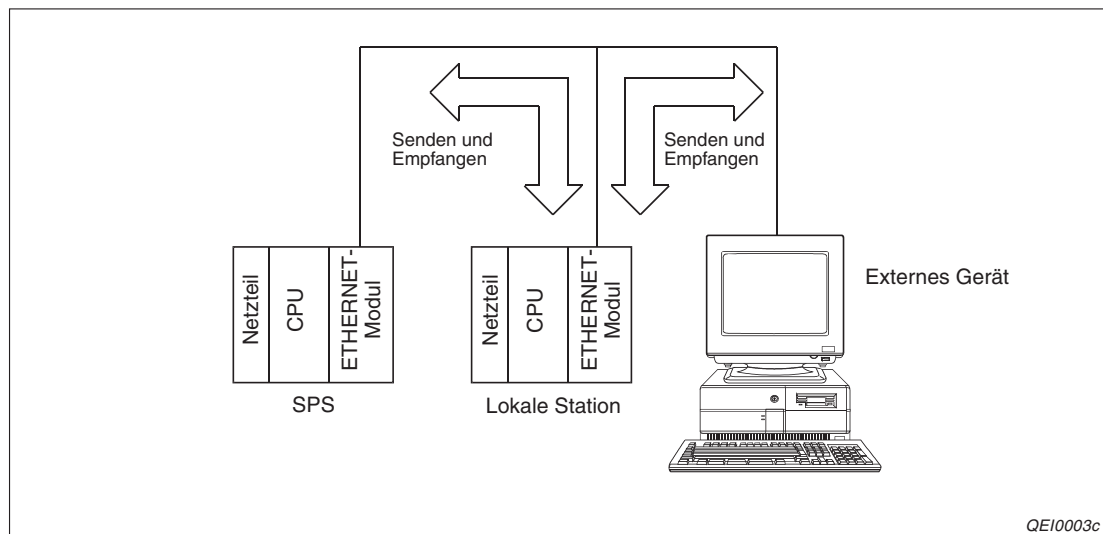 Senden und
Empfangen
Senden und
Empfangen
Netzteil
CPU
ETHERNET-
Modul
Netzteil
CPU
ETHERNET-
Modul
Externes Gerät
SPS
Lokale Station
QEI0003c